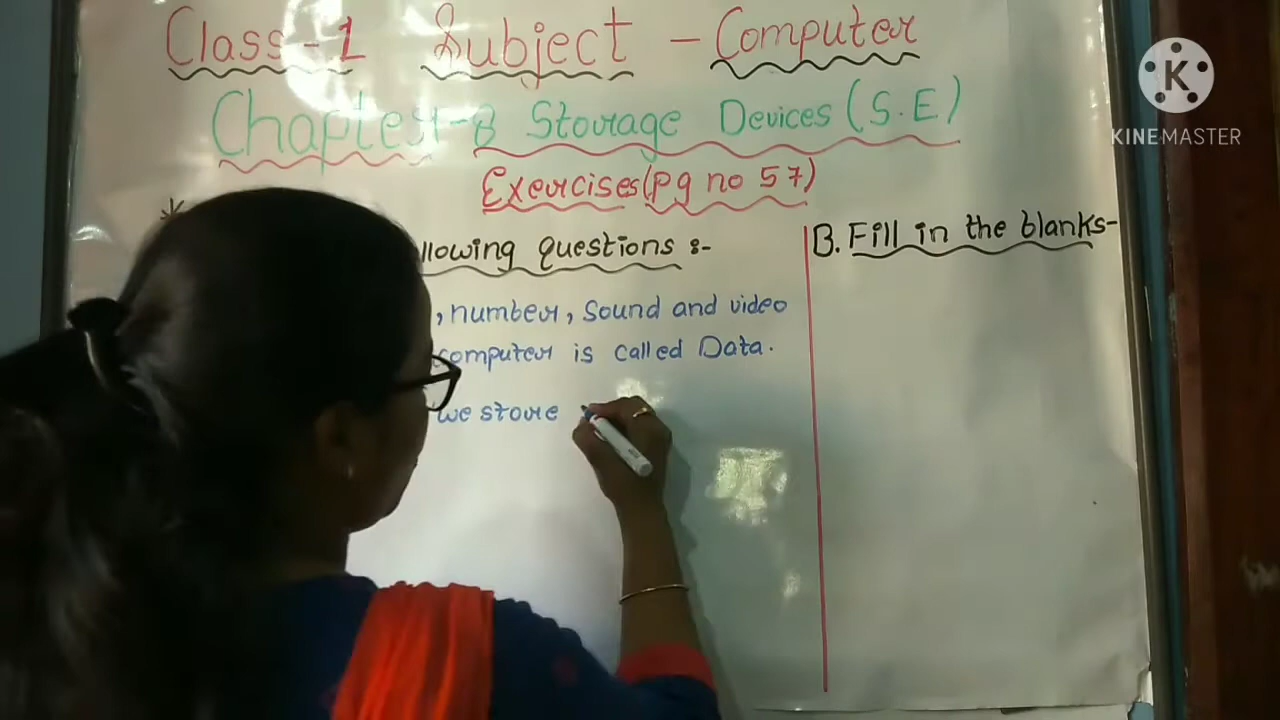 Class-1 Subject - Computer
Chapter-8 Storage Devices (S.E)
Exercises (pg no 57)
llowing questions :-
B. Fill in the blanks-
, number, Sound and video
computer is called Data.
we store
K
KINEMASTER